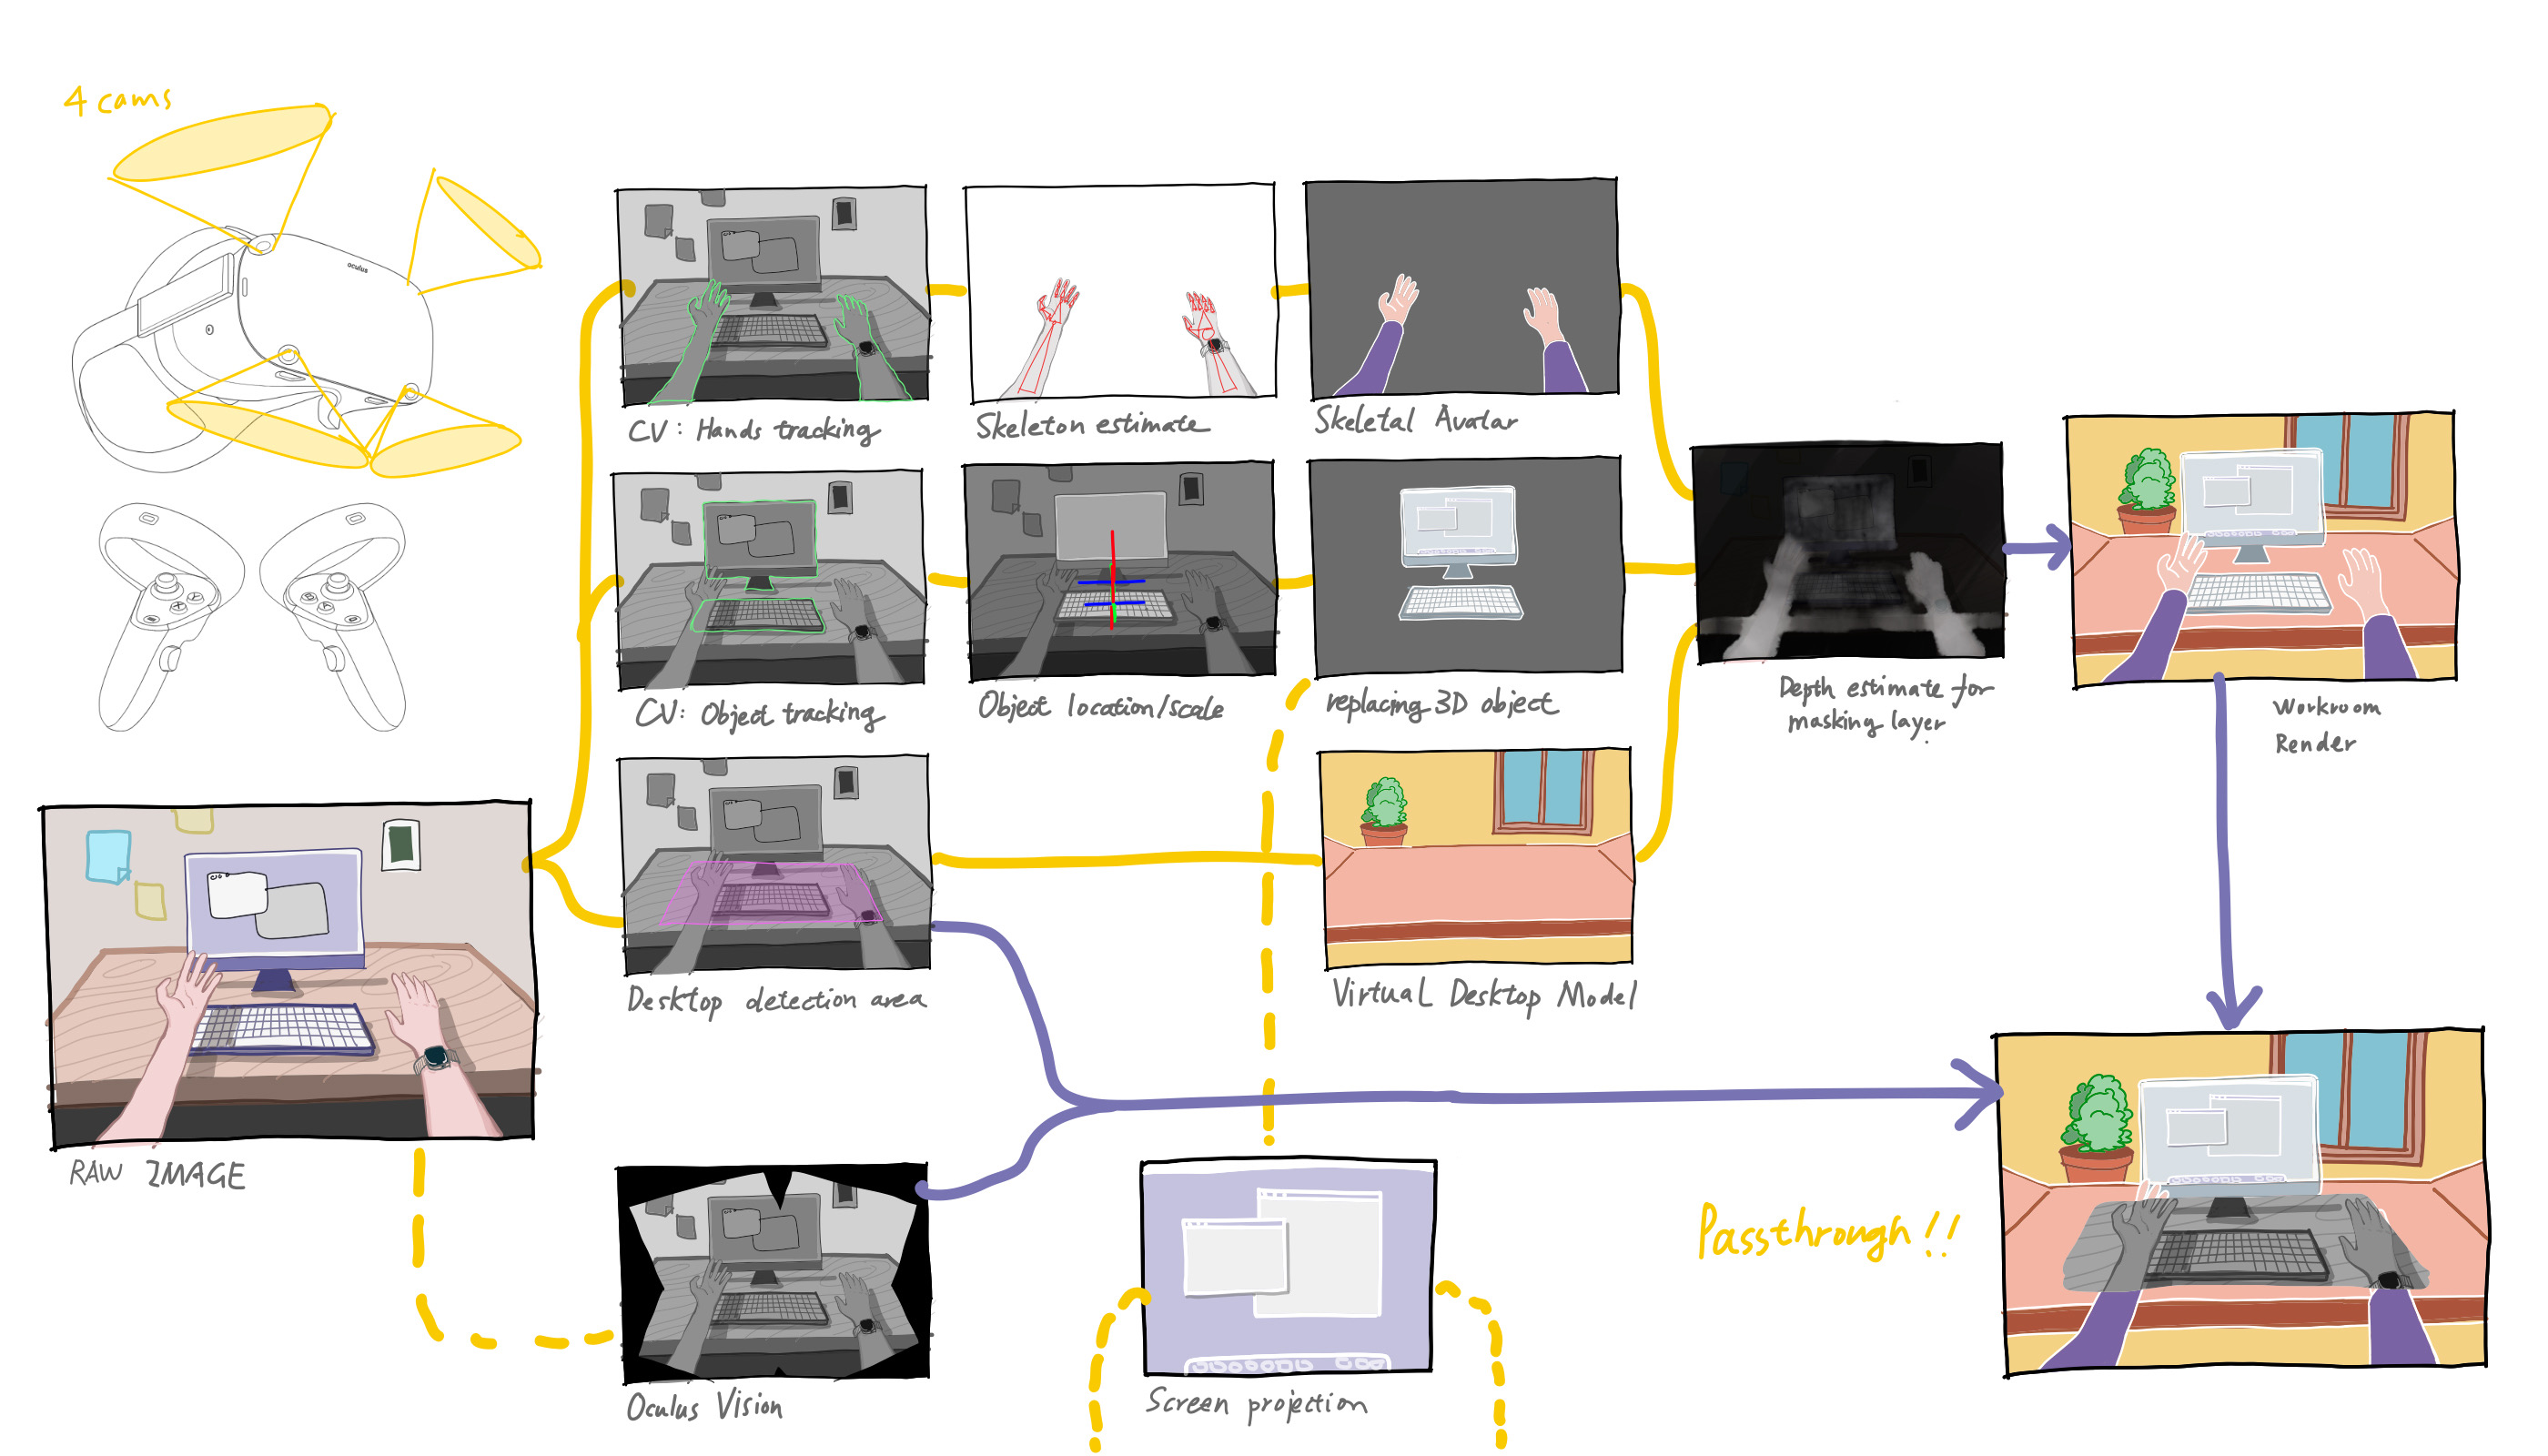 4 cams
oculus
CV: Hands tracking
Skeleton estimate
Skeletal Avatar
CV: Object tracking
Object location/scale
replacing 3D object
Depth estimate for
masking layer
Workroom
Render
RAW IMAGE
Desktop detection area
Virtual Desktop Model
Passthrough!!
Oculus Vision
Screen projection